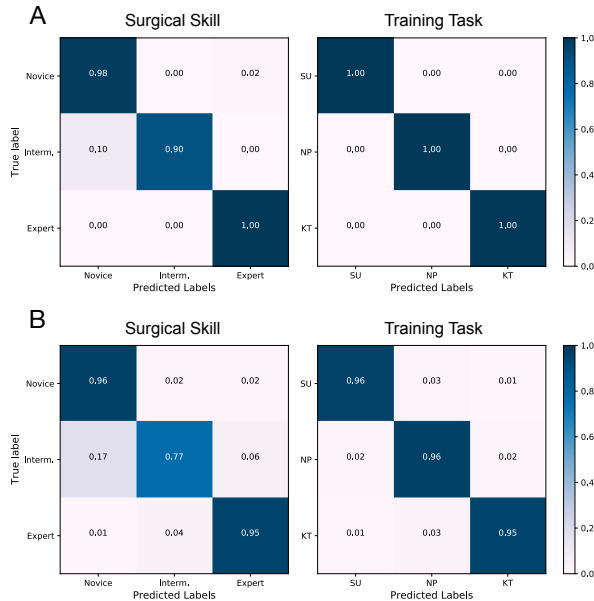 A
Surgical Skill
Training Task
True label
Novice
Interm.
Expert
0.98 0.00 0.02
0.10 0.90 0.00
0.00 0.00 1.00
Novice Interm. Expert
Predicted Labels
SU
NP
KT
1.00 0.00 0.00
0.00 1.00 0.00
0.00 0.00 1.00
SU NP KT
Predicted Labels
1.0
0.8
0.6
0.4
0.2
0.0
B
Surgical Skill
Training Task
True label
Novice
Interm.
Expert
0.96 0.02 0.02
0.17 0.77 0.06
0.01 0.04 0.95
Novice Interm. Expert
Predicted Labels
SU
NP
KT
0.96 0.03 0.01
0.02 0.96 0.02
0.01 0.03 0.95
SU NP KT
Predicted Labels
1.0
0.8
0.6
0.4
0.2
0.0